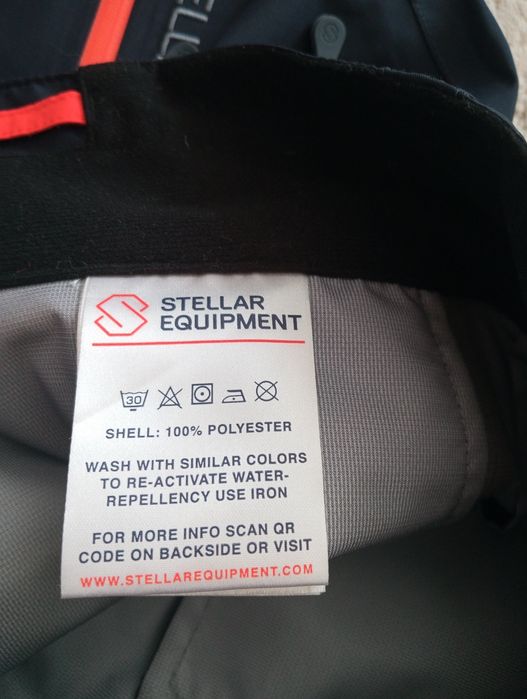 STELLAR
EQUIPMENT
30
SHELL: 100% POLYESTER
WASH WITH SIMILAR COLORS
TO RE-ACTIVATE WATER-
REPELLENCY USE IRON
FOR MORE INFO SCAN QR
CODE ON BACKSIDE OR VISIT
WWW.STELLAREQUIPMENT.COM